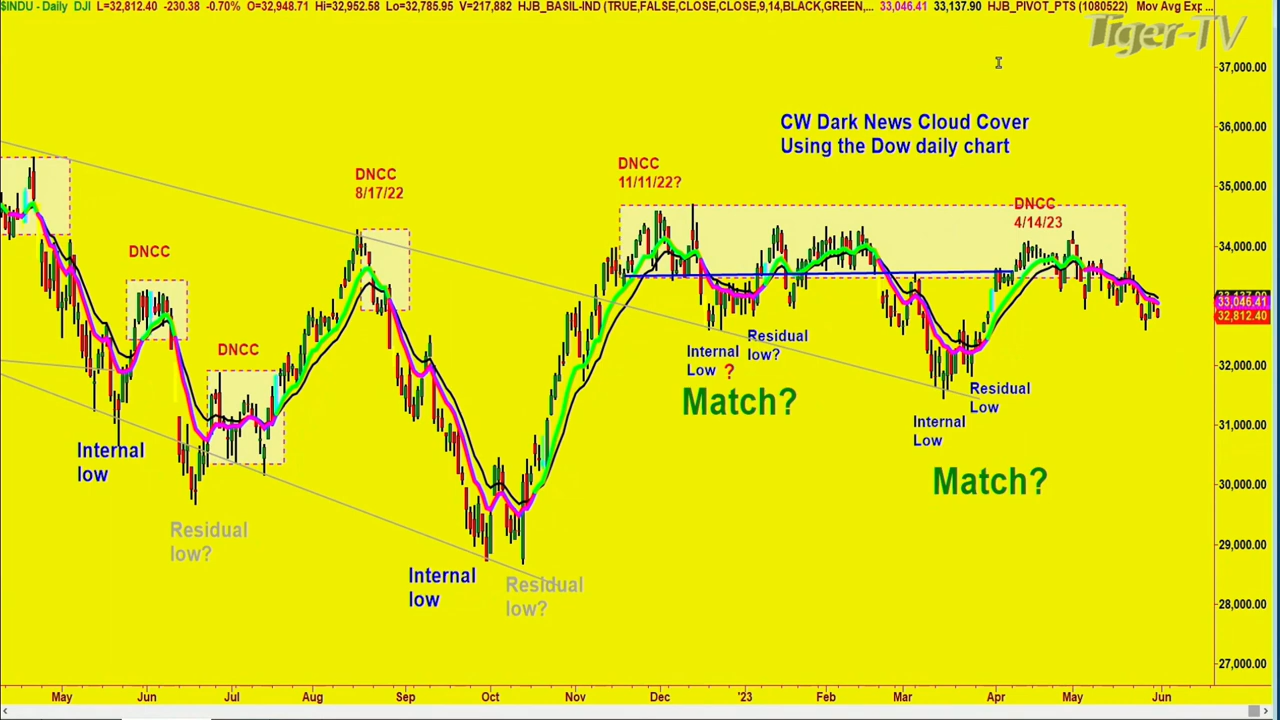 $INDU - Daily DJI L=32,812.40 -230.38 -0.70% O=32,948.71 Hi=32,952.58 Lo=32,785.95 V=217,882 HJB_BASIL-IND (TRUE,FALSE,CLOSE,CLOSE,9,14,BLACK,GREEN,... 33,046.41 33,137.90 HJB_PIVOT_PTS (1080522) Mov Avg Exp ...
Tiger-TV
37,000.00
CW Dark News Cloud Cover
Using the Dow daily chart
36,000.00
DNCC
11/11/22?
DNCC
8/17/22
35,000.00
DNCC
4/14/23
DNCC
34,000.00
33,046.41
32,812.40
DNCC
Internal
Low ?
Residual
low?
32,000.00
Match?
Residual
Low
Internal
Low
31,000.00
Internal
low
Match?
30,000.00
Residual
low?
29,000.00
Internal
low
Residual
low?
28,000.00
27,000.00
May Jun Jul Aug Sep Oct Nov Dec '23 Feb Mar Apr May Jun